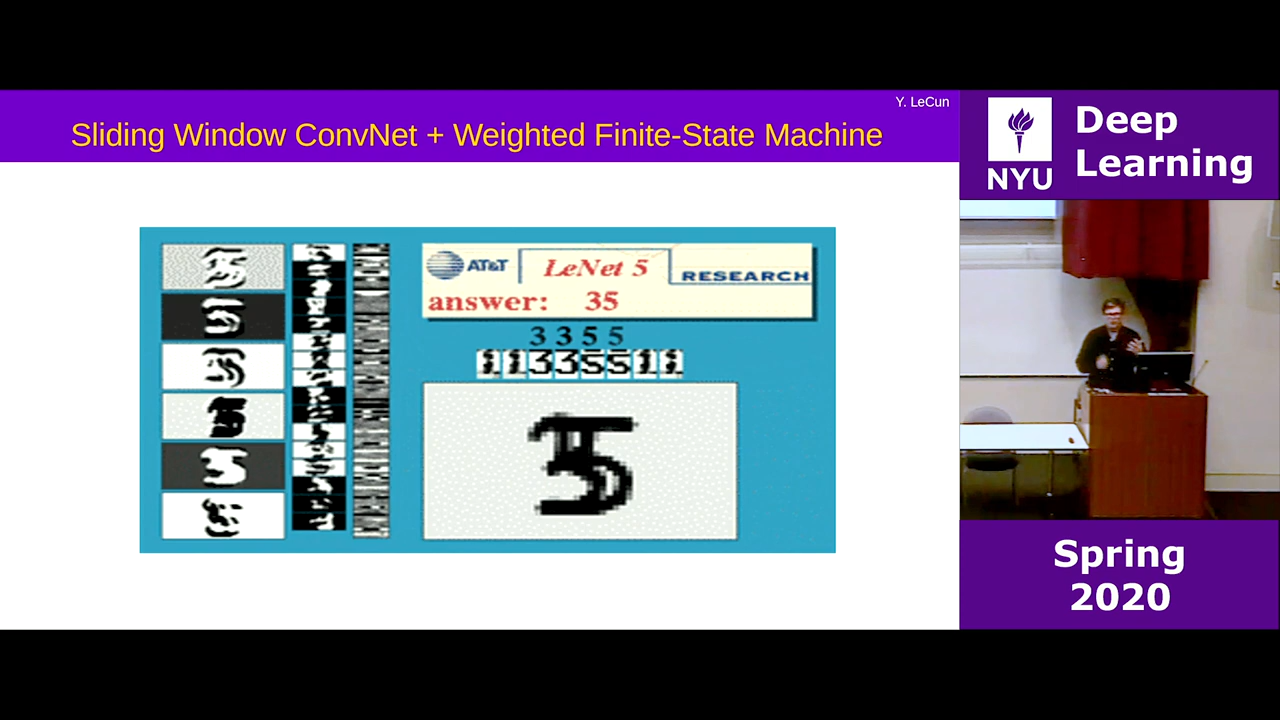 Y. LeCun
Sliding Window ConvNet + Weighted Finite-State Machine
AT&T
LeNet 5
RESEARCH
answer: 35
3 3 5 5
1 1 3 3 5 5 1 1
35
NYU
Deep
Learning
Spring
2020